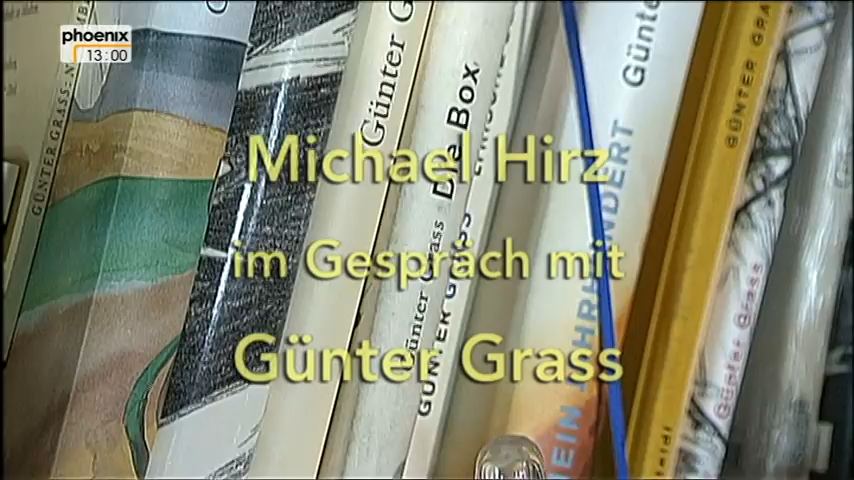 phoenix
13:00
Michael Hirz
im Gespräch mit
Günter Grass
GÜNTER GRASS
Günter
Günter Grass Die Box
GÜNTER GRASS
MEIN JAHRHUNDERT
Günter
GÜNTER GRASS
Günter Grass